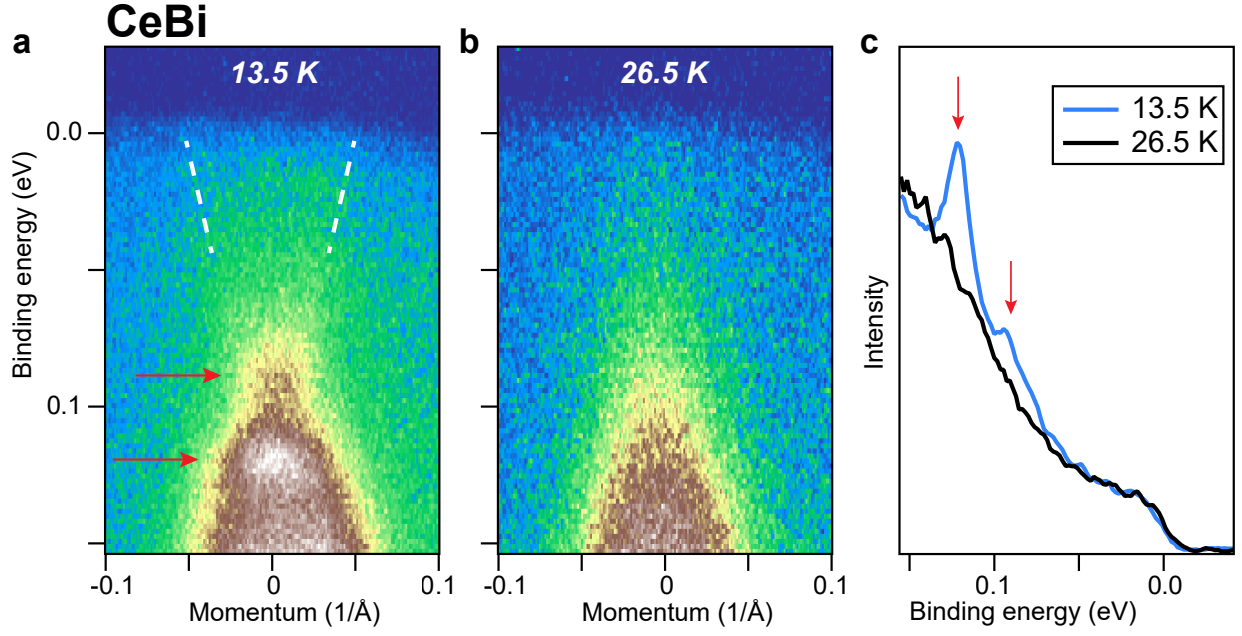 CeBi
a
13.5 K
Binding energy (eV)
0.0
0.1
-0.1
0
0.1
Momentum (1/Å)
b
26.5 K
-0.1
0
0.1
Momentum (1/Å)
c
13.5 K
26.5 K
Intensity
0.1
0.0
Binding energy (eV)